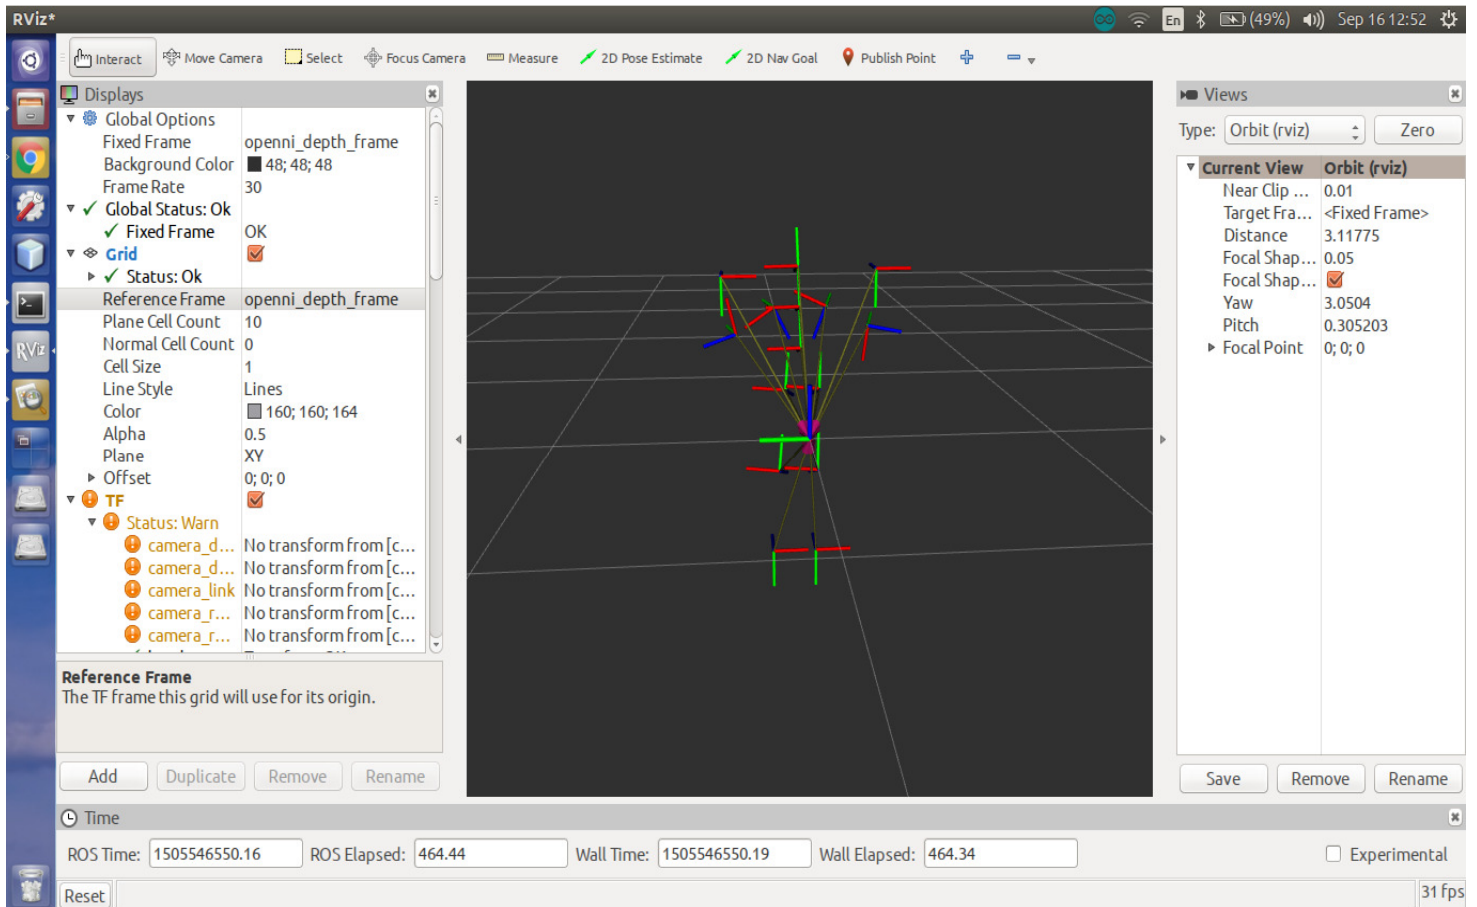 RViz*
En (49%) Sep 16 12:52
Interact Move Camera Select Focus Camera Measure 2D Pose Estimate 2D Nav Goal Publish Point
Displays
Global Options
Fixed Frame openni_depth_frame
Background Color 48; 48; 48
Frame Rate 30
Global Status: Ok
Fixed Frame OK
Grid
Status: Ok
Reference Frame openni_depth_frame
Plane Cell Count 10
Normal Cell Count 0
Cell Size 1
Line Style Lines
Color 160; 160; 164
Alpha 0.5
Plane XY
Offset 0; 0; 0
TF
Status: Warn
camera_d... No transform from [c...
camera_d... No transform from [c...
camera_link No transform from [c...
camera_r... No transform from [c...
camera_r... No transform from [c...
Reference Frame
The TF frame this grid will use for its origin.
Add Duplicate Remove Rename
Views
Type: Orbit (rviz) Zero
Current View Orbit (rviz)
Near Clip ... 0.01
Target Fra... <Fixed Frame>
Distance 3.11775
Focal Shap... 0.05
Focal Shap...
Yaw 3.0504
Pitch 0.305203
Focal Point 0; 0; 0
Save Remove Rename
RViz
Time
ROS Time: 1505546550.16 ROS Elapsed: 464.44 Wall Time: 1505546550.19 Wall Elapsed: 464.34 Experimental
Reset 31 fps